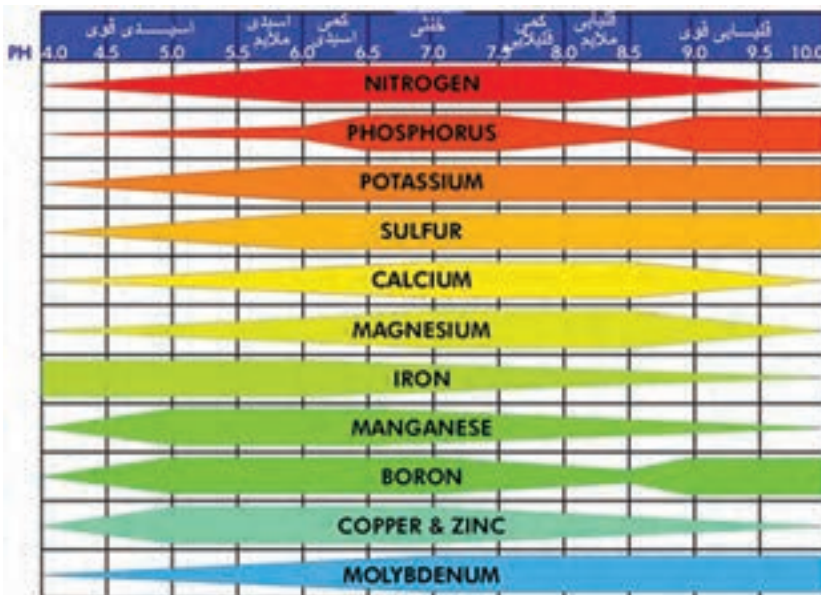 اسیدی قوی
اسیدی ملایم
کمی اسیدی
خنثی
کمی قلیایی
قلیایی ملایم
قلیایی قوی
PH 4.0 4.5 5.0 5.5 6.0 6.5 7.0 7.5 8.0 8.5 9.0 9.5 10.0
NITROGEN
PHOSPHORUS
POTASSIUM
SULFUR
CALCIUM
MAGNESIUM
IRON
MANGANESE
BORON
COPPER & ZINC
MOLYBDENUM